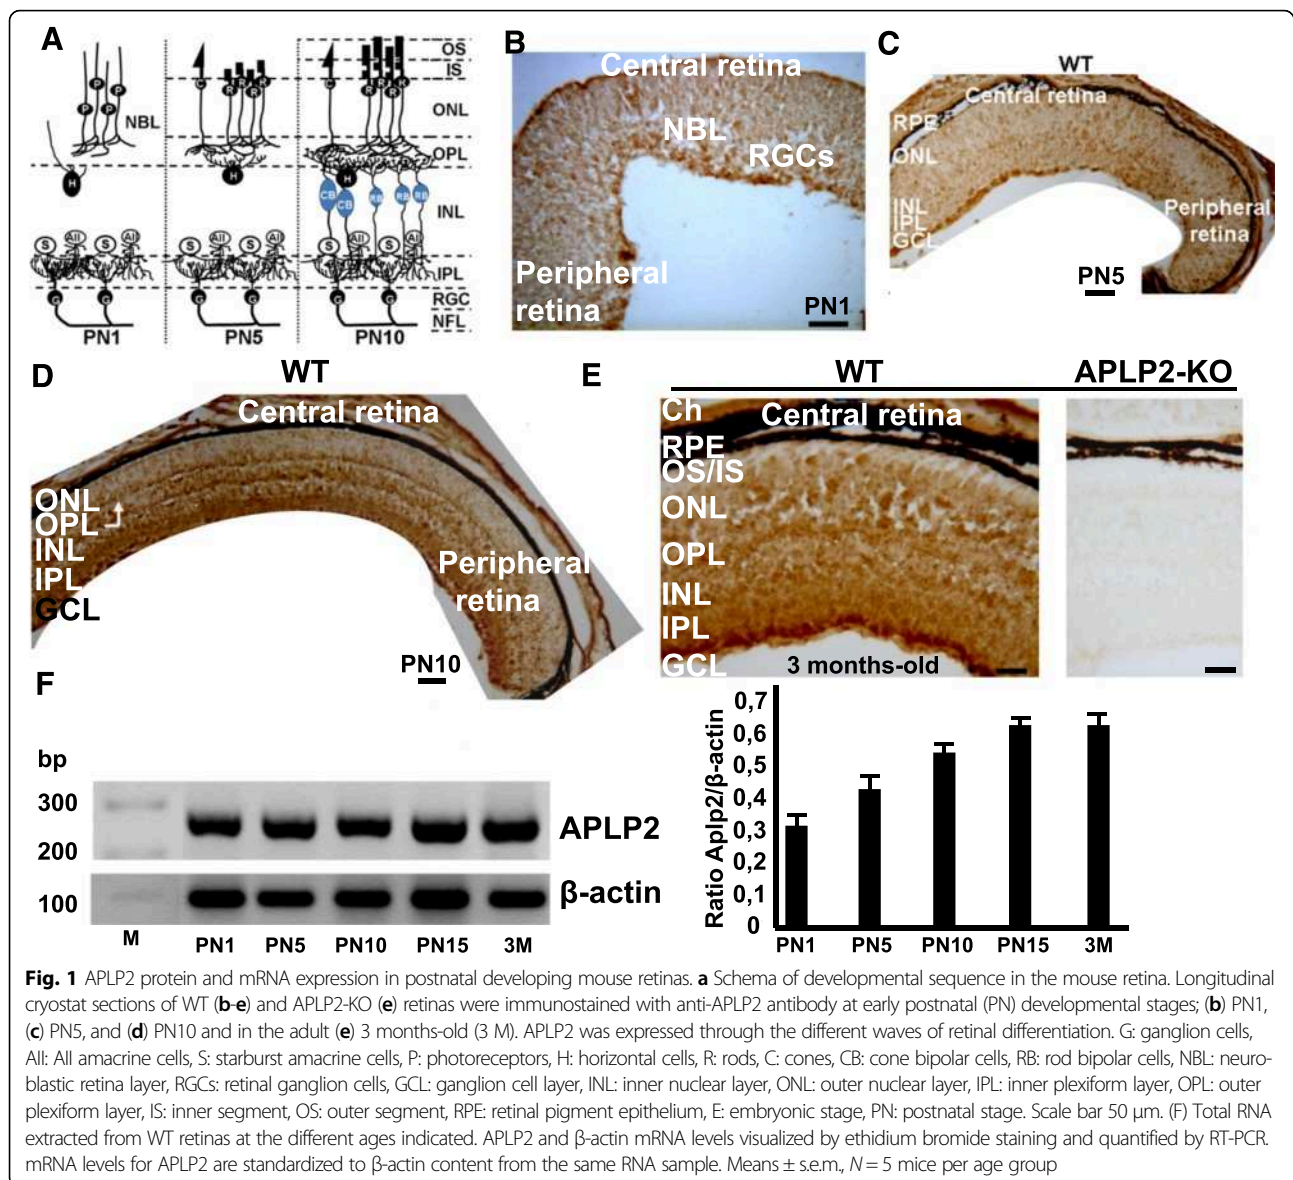 A
OS
IS
ONL
NBL
OPL
INL
IPL
RGC
NFL
P P P P
C R R R R
C R R R R
H
H
H
CB CB RB RB RB
S All S All
S All S All
S All S All
G G
G G
G G
PN1 PN5 PN10
B
Central retina
NBL
RGCs
Peripheral
retina
PN1
C
WT
Central retina
RPE
ONL
INL
IPL
GCL
Peripheral
retina
PN5
D
WT
Central retina
ONL
OPL
INL
IPL
GCL
Peripheral
retina
PN10
E
WT APLP2-KO
Ch
Central retina
RPE
OS/IS
ONL
OPL
INL
IPL
GCL
3 months-old
F
bp
300
200
100
APLP2
β-actin
M PN1 PN5 PN10 PN15 3M
Ratio Aplp2/β-actin
0,7
0,6
0,5
0,4
0,3
0,2
0,1
0
PN1 PN5 PN10 PN15 3M
Fig. 1 APLP2 protein and mRNA expression in postnatal developing mouse retinas. a Schema of developmental sequence in the mouse retina. Longitudinal
cryostat sections of WT (b-e) and APLP2-KO (e) retinas were immunostained with anti-APLP2 antibody at early postnatal (PN) developmental stages; (b) PN1,
(c) PN5, and (d) PN10 and in the adult (e) 3 months-old (3 M). APLP2 was expressed through the different waves of retinal differentiation. G: ganglion cells,
All: All amacrine cells, S: starburst amacrine cells, P: photoreceptors, H: horizontal cells, R: rods, C: cones, CB: cone bipolar cells, RB: rod bipolar cells, NBL: neuro-
blastic retina layer, RGCs: retinal ganglion cells, GCL: ganglion cell layer, INL: inner nuclear layer, ONL: outer nuclear layer, IPL: inner plexiform layer, OPL: outer
plexiform layer, IS: inner segment, OS: outer segment, RPE: retinal pigment epithelium, E: embryonic stage, PN: postnatal stage. Scale bar 50 μm. (F) Total RNA
extracted from WT retinas at the different ages indicated. APLP2 and β-actin mRNA levels visualized by ethidium bromide staining and quantified by RT-PCR.
mRNA levels for APLP2 are standardized to β-actin content from the same RNA sample. Means ± s.e.m., N = 5 mice per age group